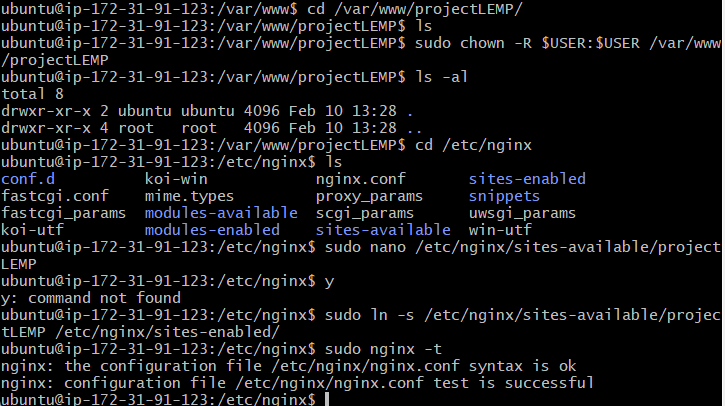 ubuntu@ip-172-31-91-123:/var/www$ cd /var/www/projectLEMP/
ubuntu@ip-172-31-91-123:/var/www/projectLEMP$ ls
ubuntu@ip-172-31-91-123:/var/www/projectLEMP$ sudo chown -R $USER:$USER /var/www
/projectLEMP
ubuntu@ip-172-31-91-123:/var/www/projectLEMP$ ls -al
total 8
drwxr-xr-x 2 ubuntu ubuntu 4096 Feb 10 13:28 .
drwxr-xr-x 4 root   root   4096 Feb 10 13:28 ..
ubuntu@ip-172-31-91-123:/var/www/projectLEMP$ cd /etc/nginx
ubuntu@ip-172-31-91-123:/etc/nginx$ ls
conf.d          koi-win            nginx.conf       sites-enabled
fastcgi.conf    mime.types         proxy_params     snippets
fastcgi_params  modules-available  scgi_params      uwsgi_params
koi-utf         modules-enabled    sites-available  win-utf
ubuntu@ip-172-31-91-123:/etc/nginx$ sudo nano /etc/nginx/sites-available/project
LEMP
ubuntu@ip-172-31-91-123:/etc/nginx$ y
y: command not found
ubuntu@ip-172-31-91-123:/etc/nginx$ sudo ln -s /etc/nginx/sites-available/projec
tLEMP /etc/nginx/sites-enabled/
ubuntu@ip-172-31-91-123:/etc/nginx$ sudo nginx -t
nginx: the configuration file /etc/nginx/nginx.conf syntax is ok
nginx: configuration file /etc/nginx/nginx.conf test is successful
ubuntu@ip-172-31-91-123:/etc/nginx$